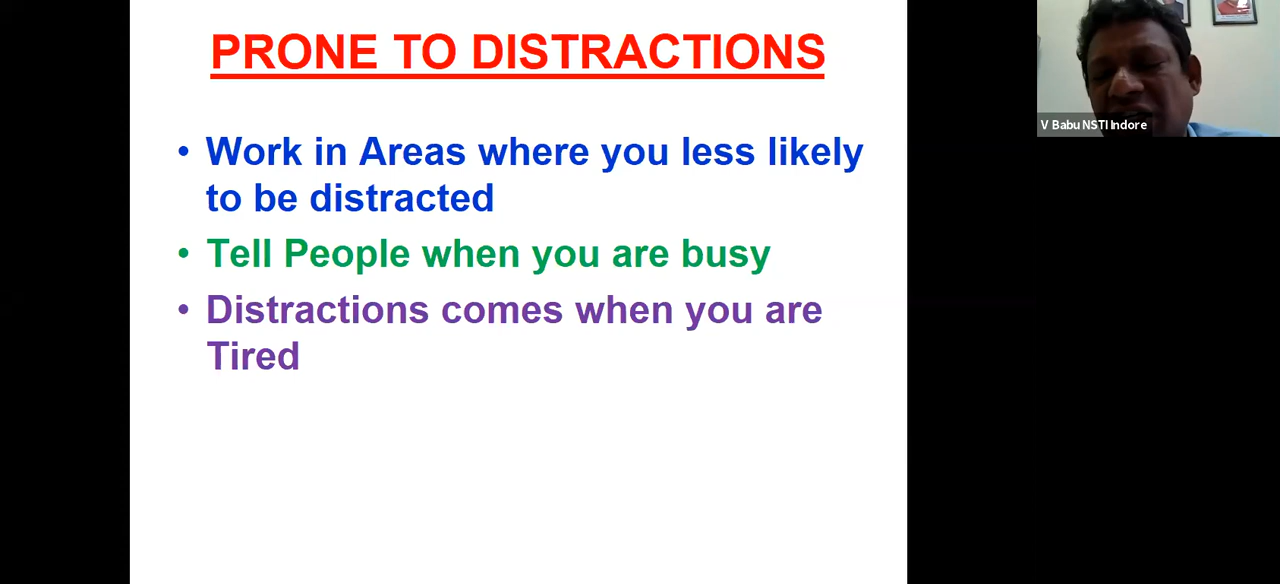 PRONE TO DISTRACTIONS
• Work in Areas where you less likely
to be distracted
• Tell People when you are busy
• Distractions comes when you are
Tired
V Babu NSTI Indore